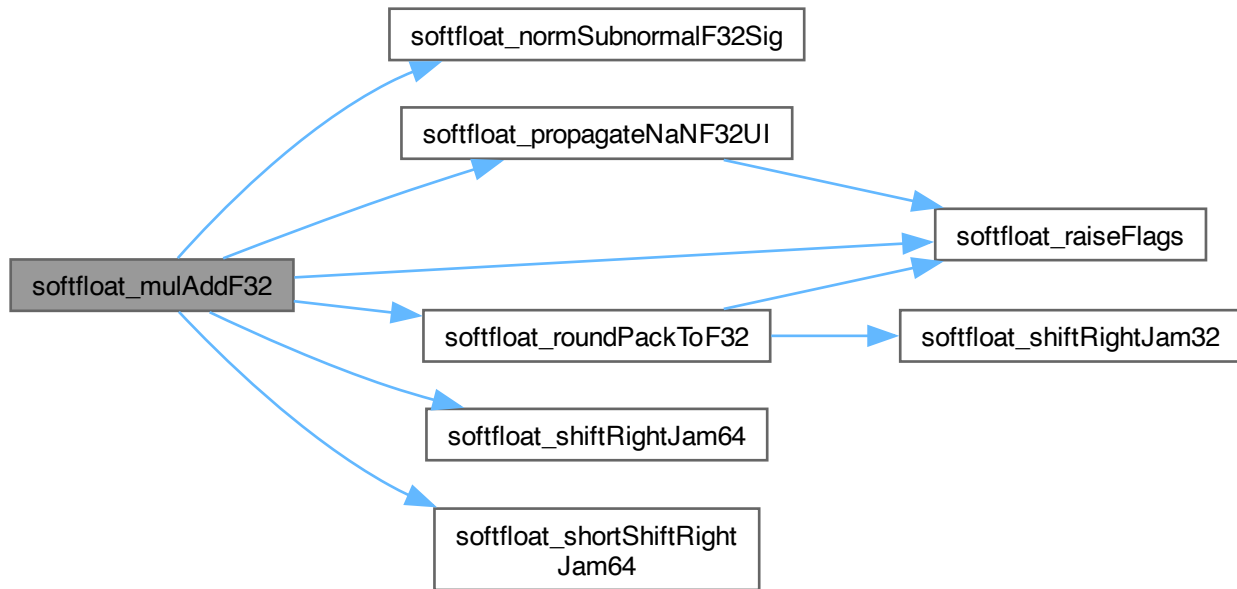 softfloat_normSubnormalF32Sig
softfloat_propagateNaNF32UI
softfloat_raiseFlags
softfloat_mulAddF32
softfloat_roundPackToF32
softfloat_shiftRightJam32
softfloat_shiftRightJam64
softfloat_shortShiftRight
Jam64